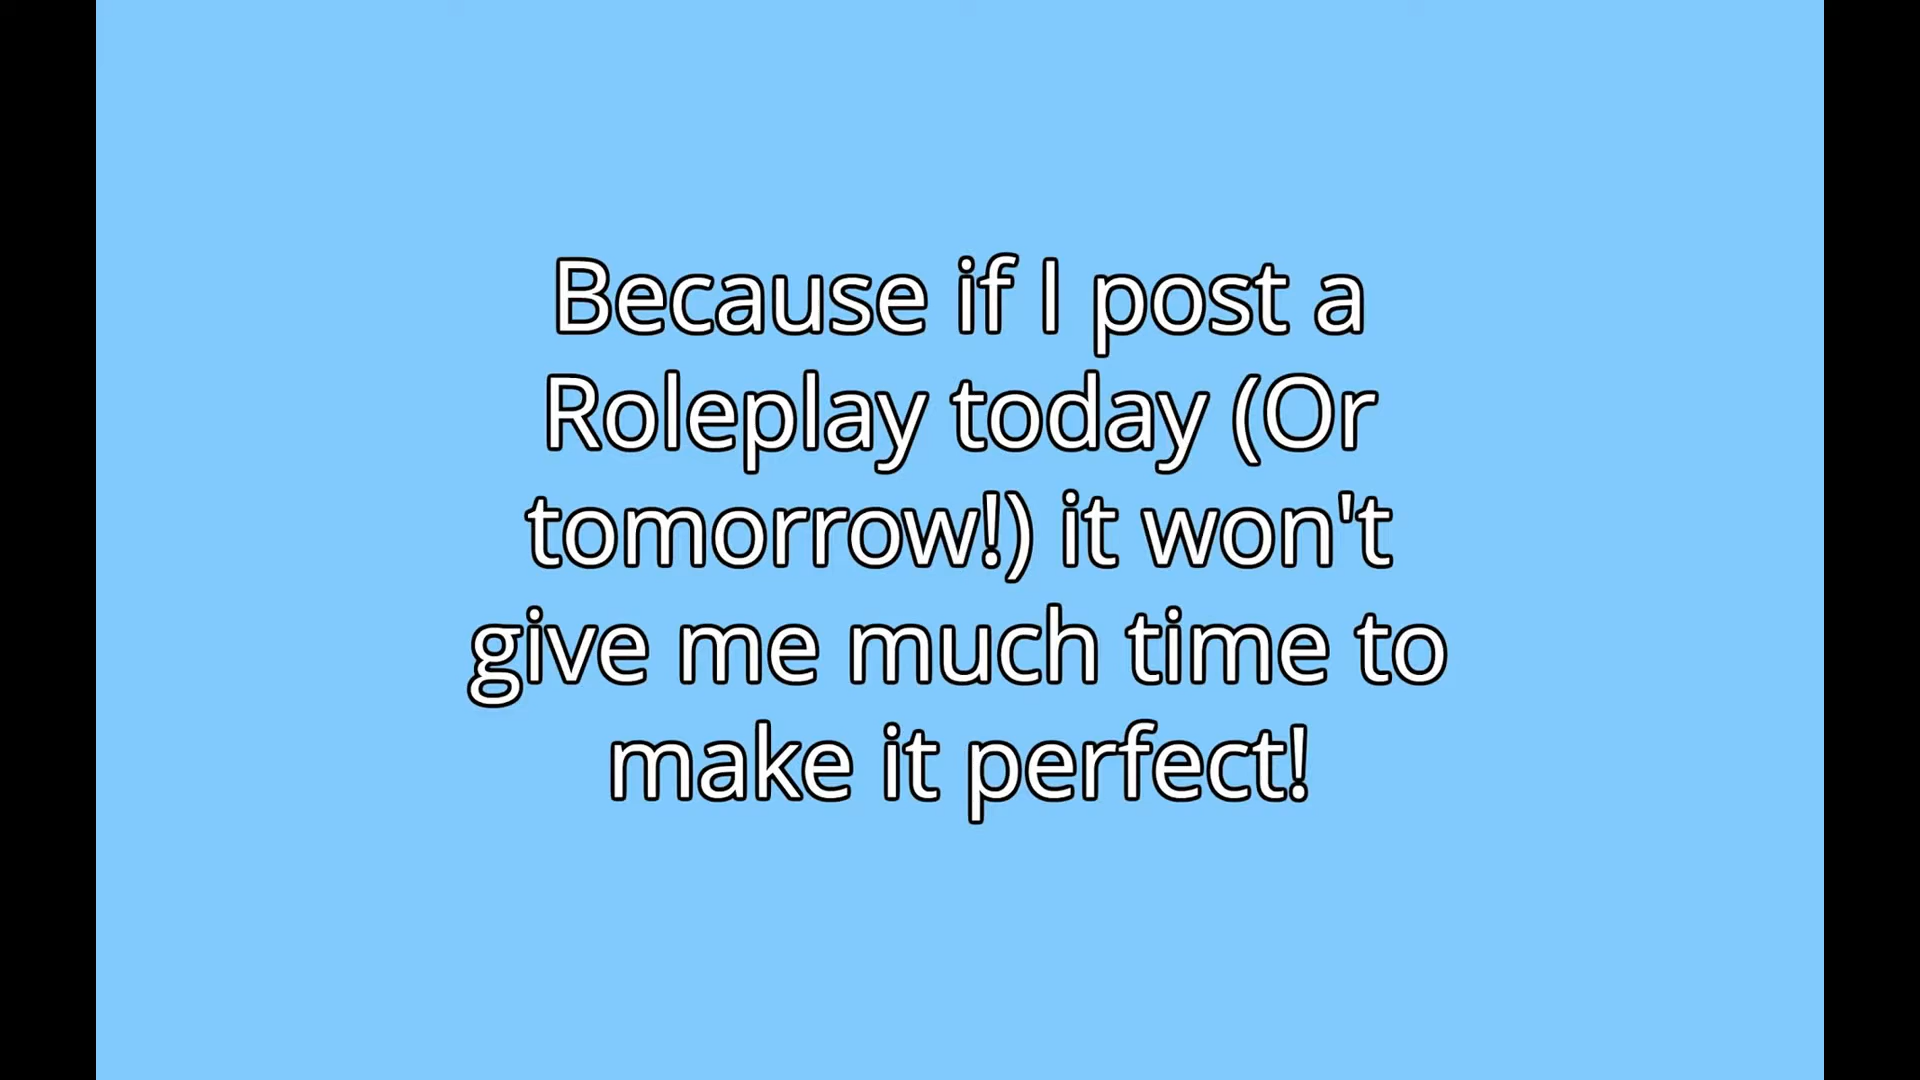 Because if I post a
Roleplay today (Or
tomorrow!) it won't
give me much time to
make it perfect!